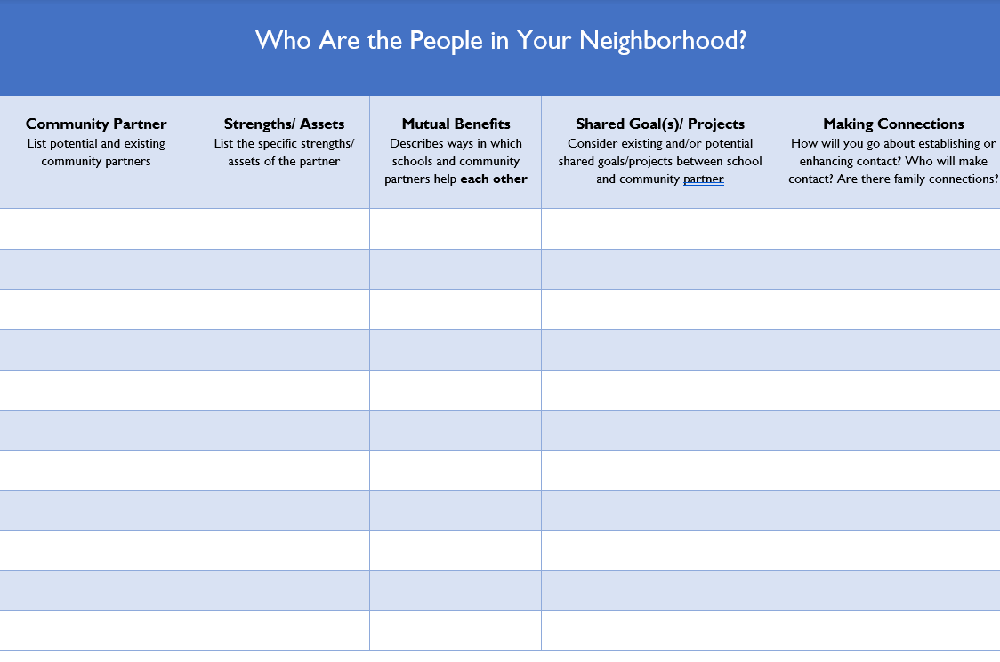 Who Are the People in Your Neighborhood?
Community Partner
List potential and existing
community partners
Strengths/ Assets
List the specific strengths/
assets of the partner
Mutual Benefits
Describes ways in which
schools and community
partners help each other
Shared Goal(s)/ Projects
Consider existing and/or potential
shared goals/projects between school
and community partner
Making Connections
How will you go about establishing or
enhancing contact? Who will make
contact? Are there family connections?